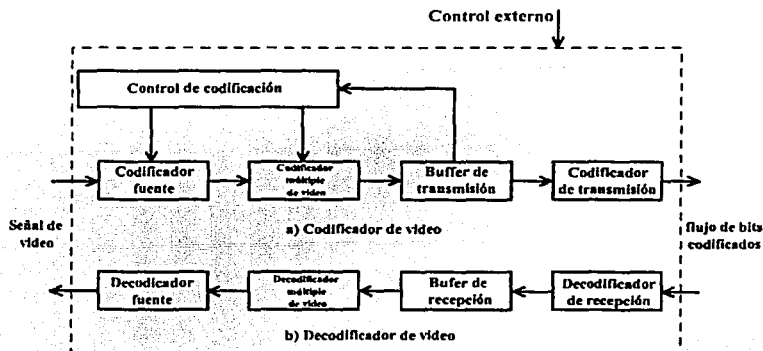 Control externo
Control de codificación
Codificador
fuente
Codificador
múltiple
de video
Buffer de
transmisión
Codificador
de transmisión
Señal de
video
a) Codificador de video
flujo de bits
codificados
Decodicador
fuente
Decodificador
múltiple
de video
Bufer de
recepción
Decodificador
de recepción
b) Decodificador de video